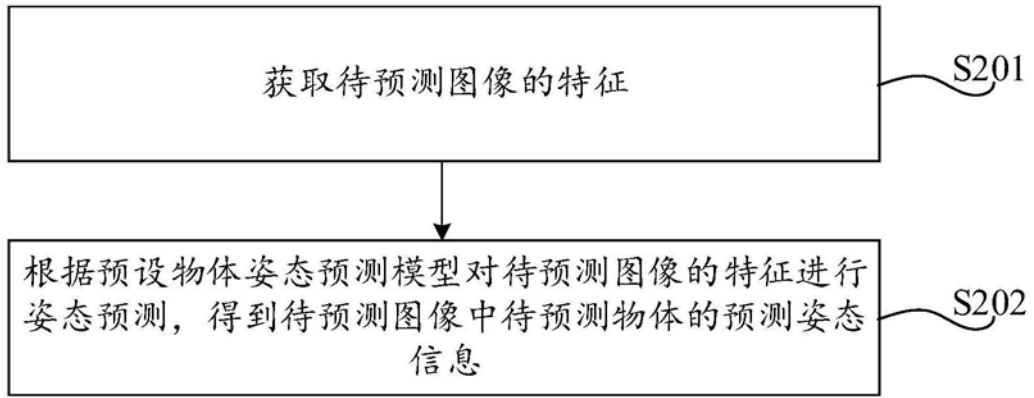 获取待预测图像的特征
S201
根据预设物体姿态预测模型对待预测图像的特征进行
姿态预测，得到待预测图像中待预测物体的预测姿态
信息
S202